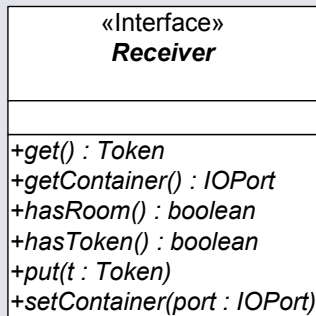 «Interface»
Receiver
+get() : Token
+getContainer() : IOPort
+hasRoom() : boolean
+hasToken() : boolean
+put(t : Token)
+setContainer(port : IOPort)